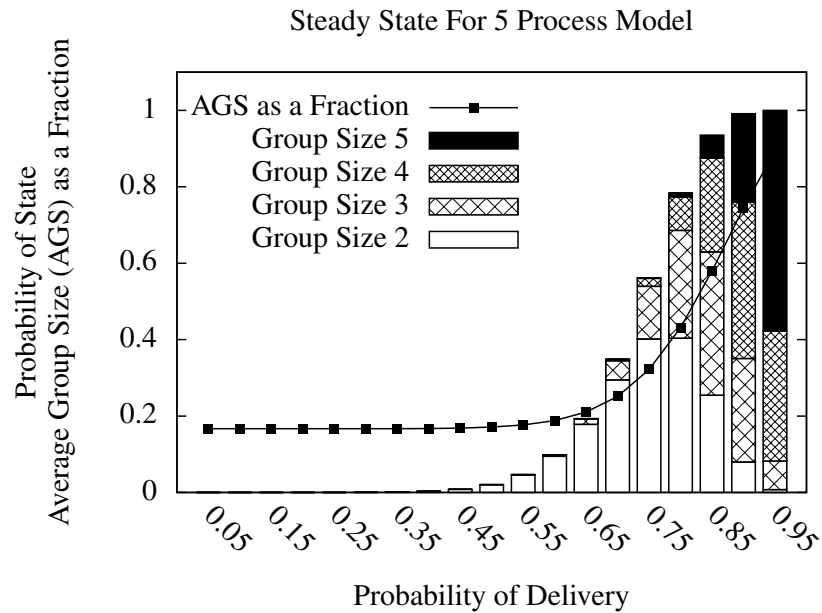 Steady State For 5 Process Model
Probability of State
Average Group Size (AGS) as a Fraction
1
0.8
0.6
0.4
0.2
0
AGS as a Fraction
Group Size 5
Group Size 4
Group Size 3
Group Size 2
0.05
0.15
0.25
0.35
0.45
0.55
0.65
0.75
0.85
0.95
Probability of Delivery